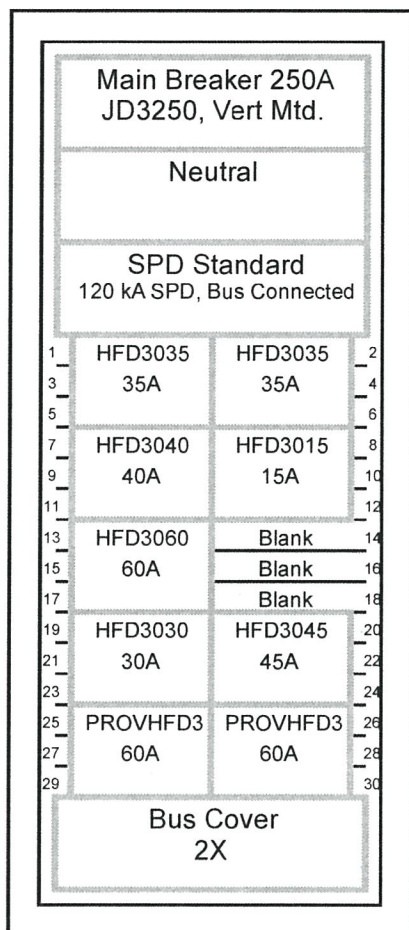 Main Breaker 250A
JD3250, Vert Mtd.
Neutral
SPD Standard
120 kA SPD, Bus Connected
1 HFD3035 HFD3035 2
3 35A 35A 4
5 6
7 HFD3040 HFD3015 8
9 40A 15A 10
11 12
13 HFD3060 Blank 14
15 60A Blank 16
17 Blank 18
19 HFD3030 HFD3045 20
21 30A 45A 22
23 24
25 PROVHFD3 PROVHFD3 26
27 60A 60A 28
29 30
Bus Cover
2X